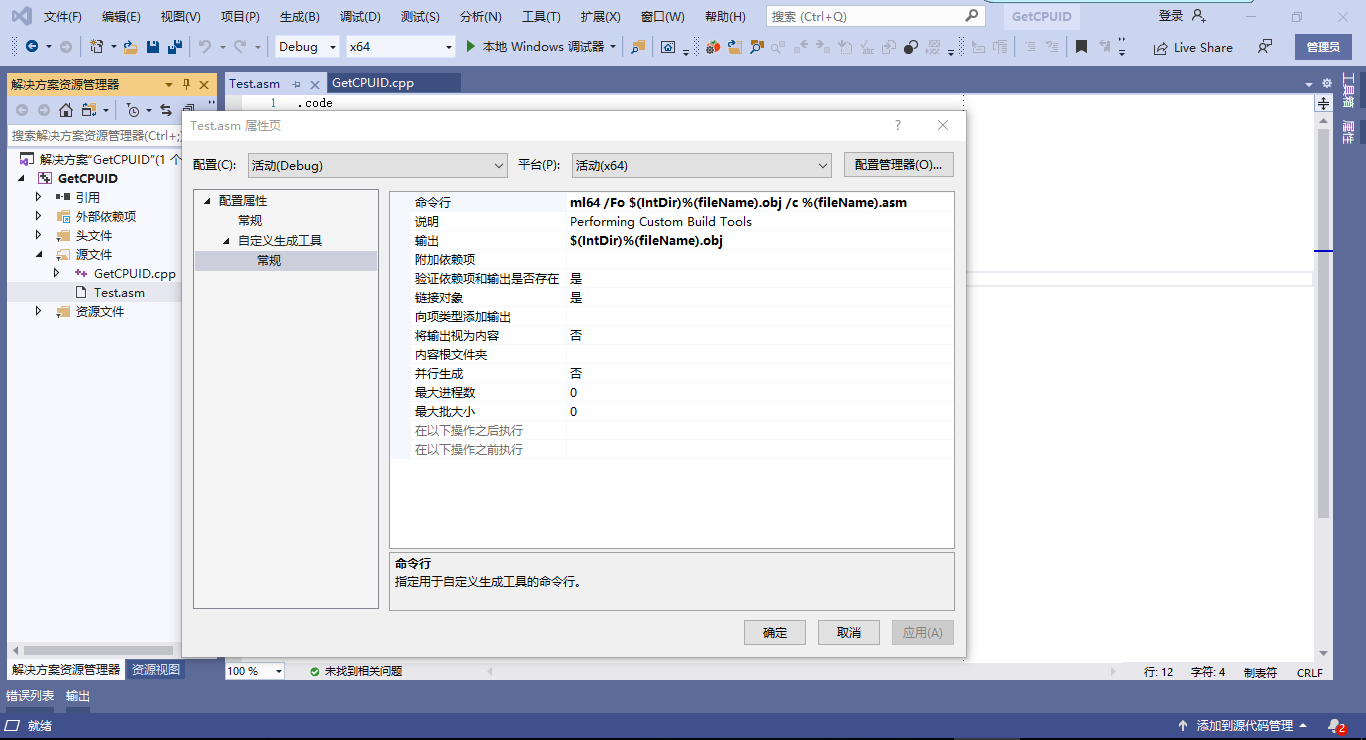 文件(F) 编辑(E) 视图(V) 项目(P) 生成(B) 调试(D) 测试(S) 分析(N) 工具(T) 扩展(X) 窗口(W) 帮助(H) 搜索 (Ctrl+Q) GetCPUID 登录
Debug x64 本地 Windows 调试器 Live Share 管理员
解决方案资源管理器
Test.asm GetCPUID.cpp
1 .code
搜索解决方案资源管理器(Ctrl+;)
解决方案"GetCPUID"(1 个
GetCPUID
引用
外部依赖项
头文件
源文件
GetCPUID.cpp
Test.asm
资源文件
解决方案资源管理器 资源视图
Test.asm 属性页 ?
配置(C): 活动(Debug) 平台(P): 活动(x64) 配置管理器(O)...
配置属性
常规
自定义生成工具
常规
命令行 ml64 /Fo $(IntDir)%(fileName).obj /c %(fileName).asm
说明 Performing Custom Build Tools
输出 $(IntDir)%(fileName).obj
附加依赖项
验证依赖项和输出是否存在 是
链接对象 是
向项类型添加输出
将输出视为内容 否
内容根文件夹
并行生成 否
最大进程数 0
最大批大小 0
在以下操作之后执行
在以下操作之前执行
命令行
指定用于自定义生成工具的命令行。
确定 取消 应用(A)
工具箱
属性
100 % 未找到相关问题 行: 12 字符: 4 制表符 CRLF
错误列表 输出
就绪 添加到源代码管理 2